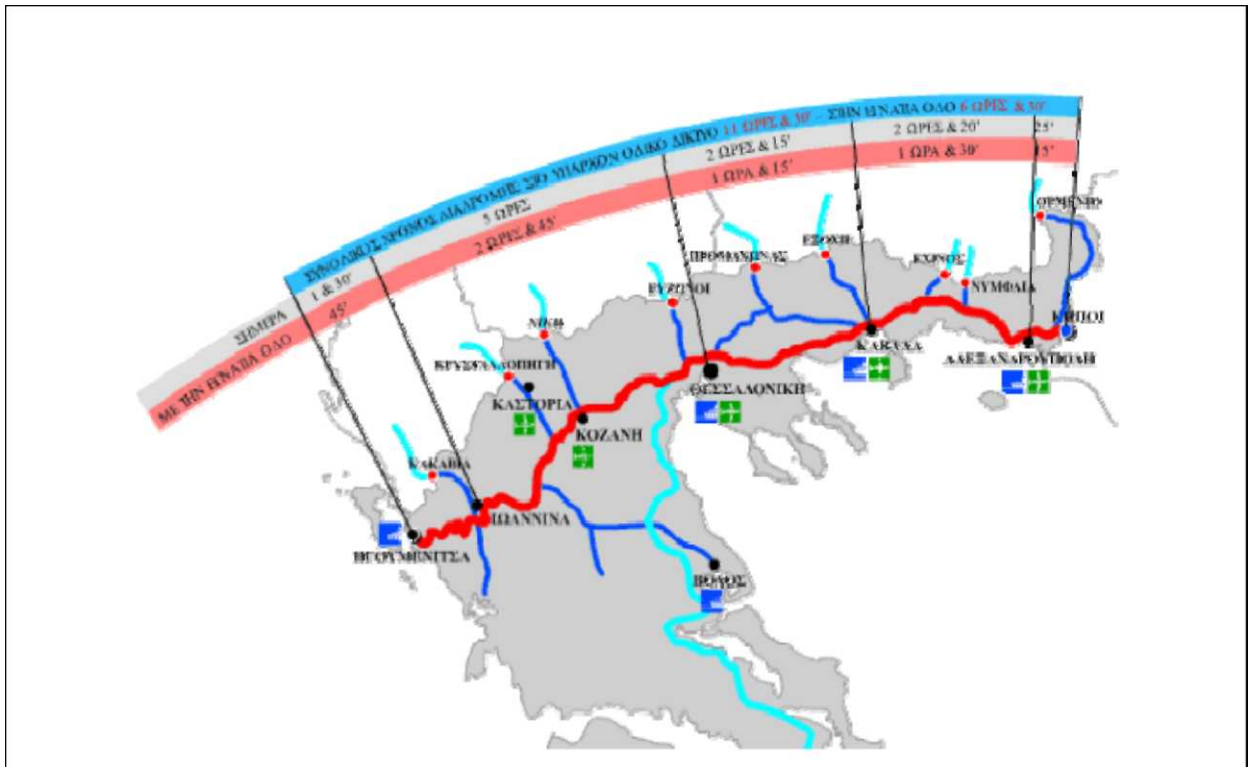 ΣΥΝΟΛΙΚΟΣ ΧΡΟΝΟΣ ΔΙΑΔΡΟΜΗΣ ΣΤΟ ΥΠΑΡΧΟΝ ΟΔΙΚΟ ΔΙΚΤΥΟ 11 ΩΡΕΣ & 30' - ΣΤΗΝ ΕΓΝΑΤΙΑ ΟΔΟ 6 ΩΡΕΣ & 30'
ΣΗΜΕΡΑ 1 & 30' 5 ΩΡΕΣ 2 ΩΡΕΣ & 15' 2 ΩΡΕΣ & 20' 25'
ΜΕ ΤΗΝ ΕΓΝΑΤΙΑ ΟΔΟ 45' 2 ΩΡΕΣ & 45' 1 ΩΡΑ & 15' 1 ΩΡΑ & 30' 15'
ΟΡΜΕΝΙΟ
ΕΞΟΧΗ
ΠΡΟΜΑΧΩΝΑΣ
ΕΧΙΝΟΣ
ΝΥΜΦΑΙΑ
ΕΥΖΩΝΟΙ
ΚΗΠΟΙ
ΝΙΚΗ
ΚΑΒΑΛΑ
ΑΛΕΞΑΝΔΡΟΥΠΟΛΗ
ΚΡΥΣΤΑΛΛΟΠΗΓΗ
ΘΕΣΣΑΛΟΝΙΚΗ
ΚΑΣΤΟΡΙΑ
ΚΟΖΑΝΗ
ΚΑΚΑΒΙΑ
ΙΩΑΝΝΙΝΑ
ΗΓΟΥΜΕΝΙΤΣΑ
ΒΟΛΟΣ